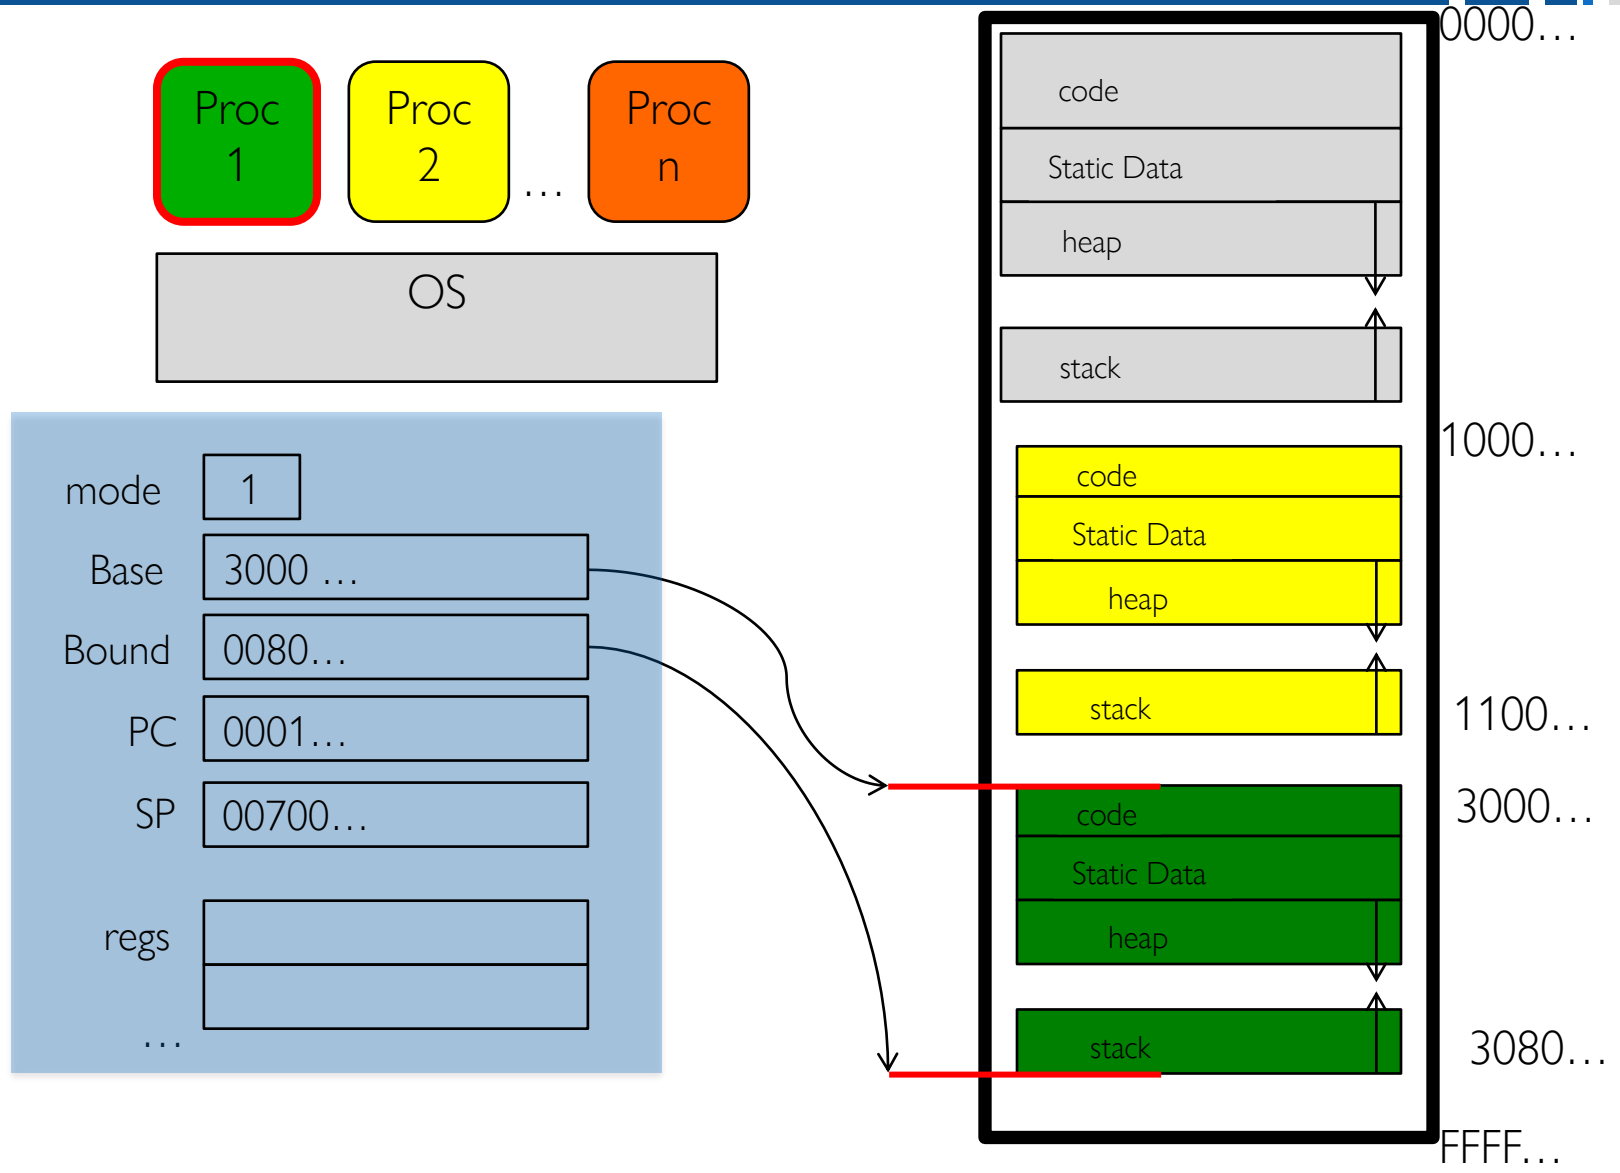 Proc
1
Proc
2
…
Proc
n
OS
mode
1
Base
3000 …
Bound
0080…
PC
0001…
SP
00700…
regs
…
0000…
code
Static Data
heap
stack
1000…
code
Static Data
heap
stack
1100…
3000…
code
Static Data
heap
stack
3080…
FFFF…